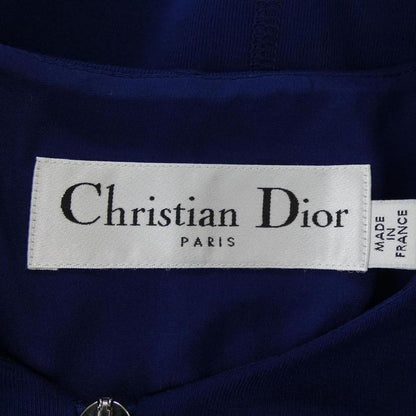 Christian Dior
PARIS
MADE
IN
FRANCE